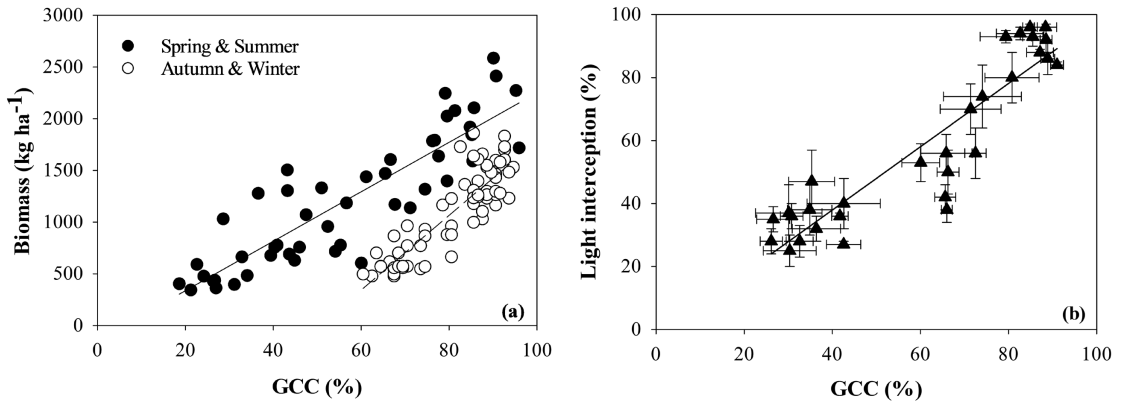 3000
2500
2000
1500
1000
500
0
Biomass (kg ha-1)
Spring & Summer
Autumn & Winter
(a)
0 20 40 60 80 100
GCC (%)
100
80
60
40
20
0
Light interception (%)
(b)
0 20 40 60 80 100
GCC (%)